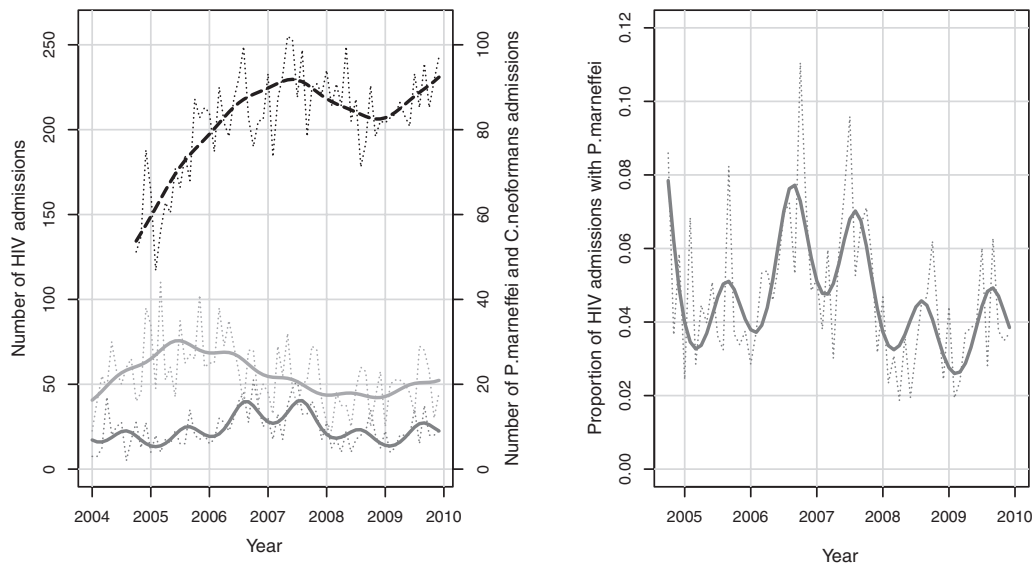 Number of HIV admissions
250
200
150
100
50
0
Number of P.marneffei and C.neoformans admissions
100
80
60
40
20
0
2004 2005 2006 2007 2008 2009 2010
Year
Proportion of HIV admissions with P.marneffei
0.12
0.10
0.08
0.06
0.04
0.02
0.00
2005 2006 2007 2008 2009 2010
Year